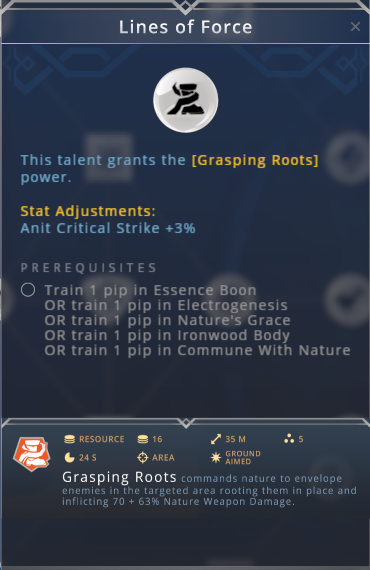 Lines of Force
This talent grants the [Grasping Roots]
power.
Stat Adjustments:
Anit Critical Strike +3%
PREREQUISITES
Train 1 pip in Essence Boon
OR train 1 pip in Electrogenesis
OR train 1 pip in Nature's Grace
OR train 1 pip in Ironwood Body
OR train 1 pip in Commune With Nature
RESOURCE 16 35 M 5
24 S AREA GROUND AIMED
Grasping Roots commands nature to envelope
enemies in the targeted area rooting them in place and
inflicting 70 + 63% Nature Weapon Damage.